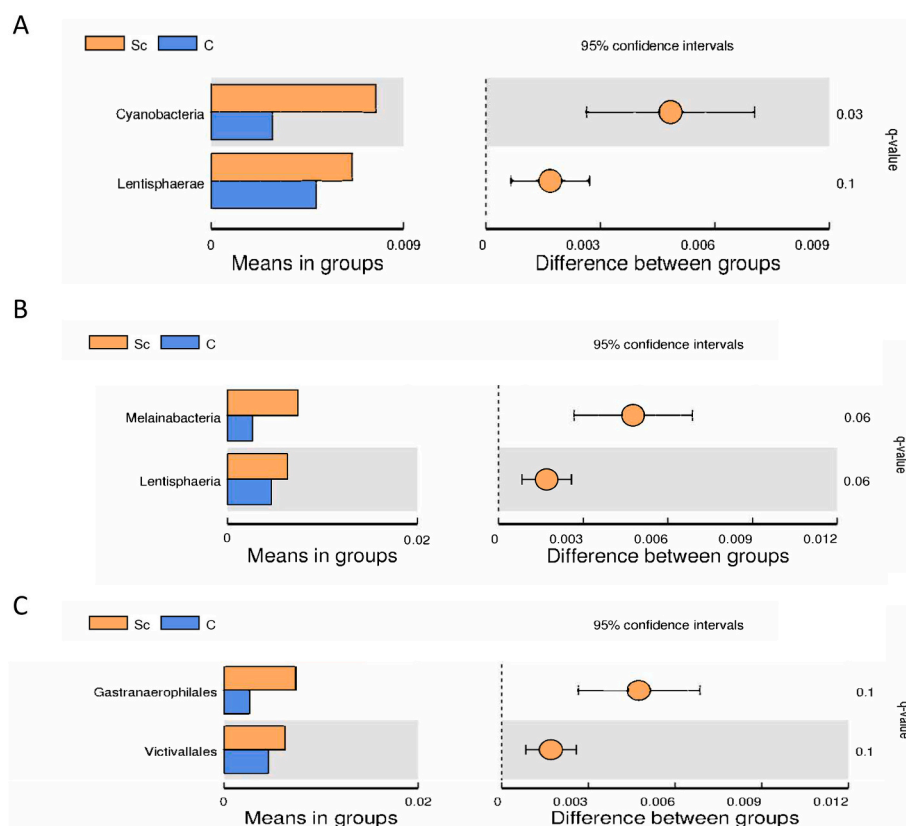 A
Sc C 95% confidence intervals
Cyanobacteria 0.03
Lentisphaerae 0.1
q-value
0 0.009 0 0.003 0.006 0.009
Means in groups Difference between groups
B
Sc C 95% confidence intervals
Melainabacteria 0.06
Lentisphaeria 0.06
q-value
0 0.02 0 0.003 0.006 0.009 0.012
Means in groups Difference between groups
C
Sc C 95% confidence intervals
Gastranaerophilales 0.1
Victivallales 0.1
q-value
0 0.02 0 0.003 0.006 0.009 0.012
Means in groups Difference between groups